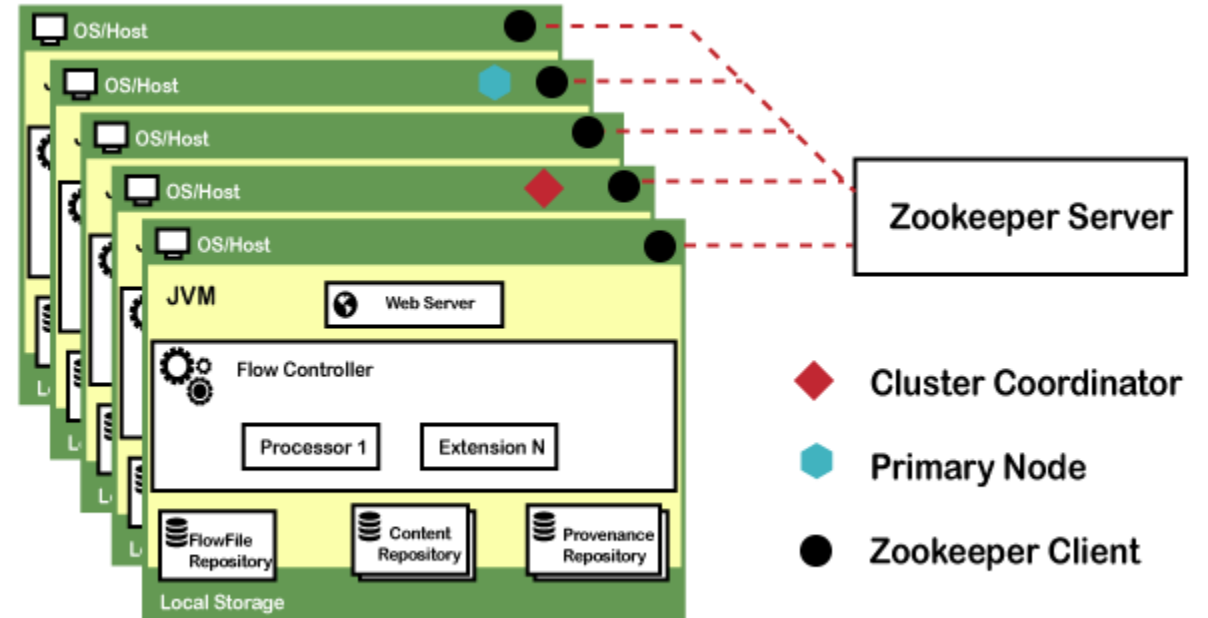 OS/Host
OS/Host
OS/Host
OS/Host
OS/Host
JVM
Web Server
Flow Controller
Processor 1
Extension N
FlowFile
Repository
Content
Repository
Provenance
Repository
Local Storage
Zookeeper Server
Cluster Coordinator
Primary Node
Zookeeper Client